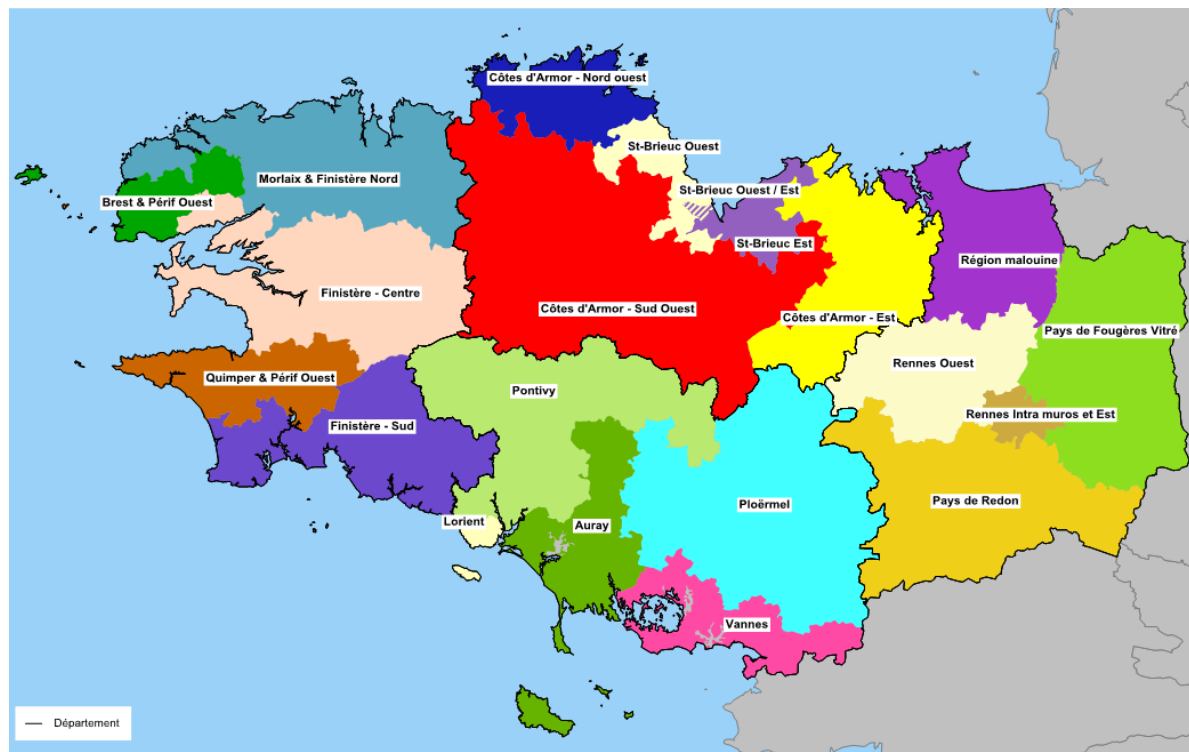 Côtes d'Armor - Nord ouest
St-Brieuc Ouest
Morlaix & Finistère Nord
St-Brieuc Ouest / Est
Brest & Périf Ouest
St-Brieuc Est
Région malouine
Finistère - Centre
Côtes d'Armor - Sud Ouest
Côtes d'Armor - Est
Pays de Fougères Vitré
Rennes Ouest
Quimper & Périf Ouest
Pontivy
Rennes Intra muros et Est
Finistère - Sud
Pays de Redon
Ploërmel
Lorient
Auray
Vannes
Département